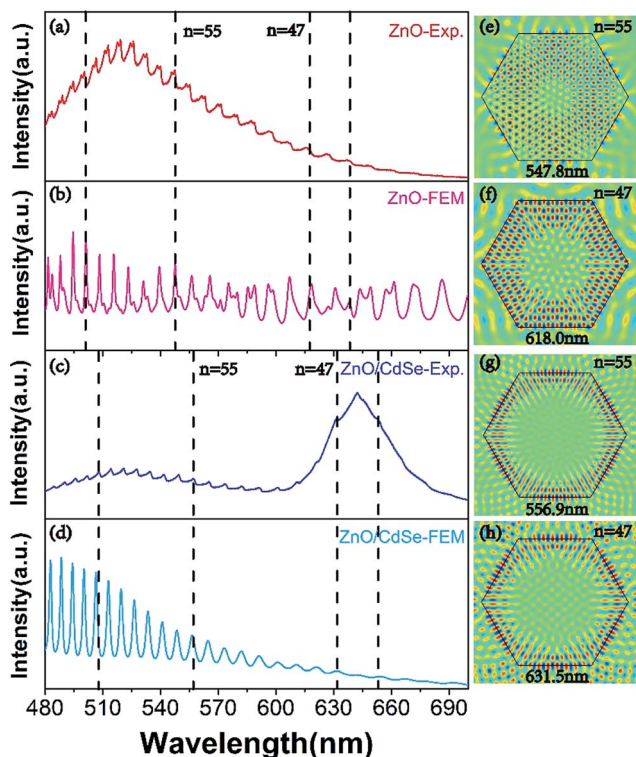 (a)
n=55
n=47
ZnO-Exp.
Intensity(a.u.)
(b)
ZnO-FEM
Intensity(a.u.)
(c)
ZnO/CdSe-Exp.
n=55
n=47
Intensity(a.u.)
(d)
ZnO/CdSe-FEM
Intensity(a.u.)
480 510 540 570 600 630 690
Wavelength(nm)
(e)
n=55
547.8nm
(f)
n=47
618.0nm
(g)
n=55
556.9nm
(h)
n=47
631.5nm